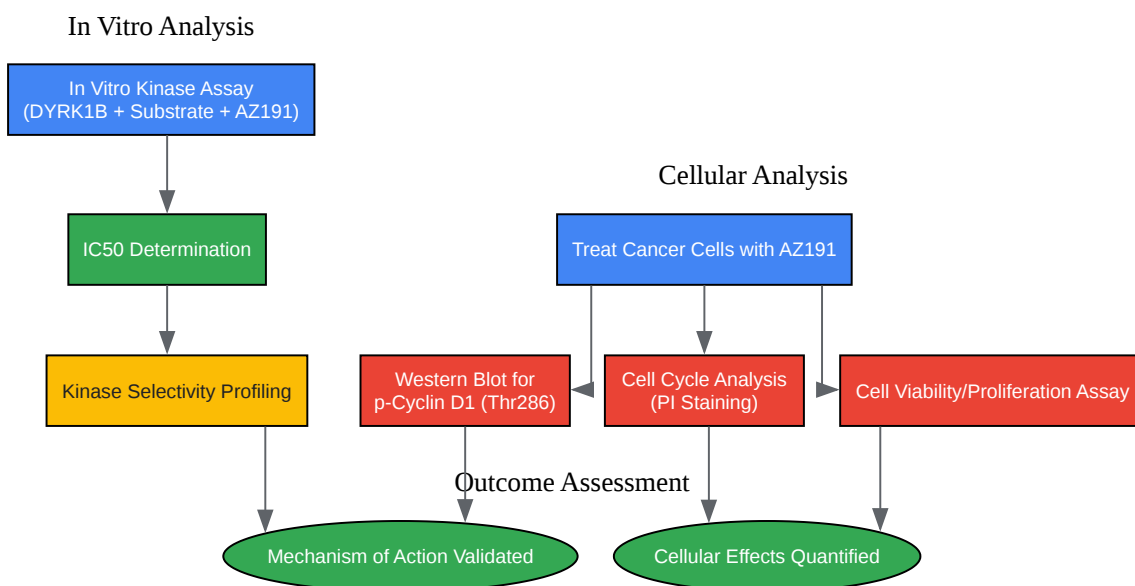 In Vitro Analysis
In Vitro Kinase Assay
(DYRK1B + Substrate + AZ191)
Cellular Analysis
IC50 Determination
Treat Cancer Cells with AZ191
Kinase Selectivity Profiling
Western Blot for
p-Cyclin D1 (Thr286)
Cell Cycle Analysis
(PI Staining)
Cell Viability/Proliferation Assay
Outcome Assessment
Mechanism of Action Validated
Cellular Effects Quantified